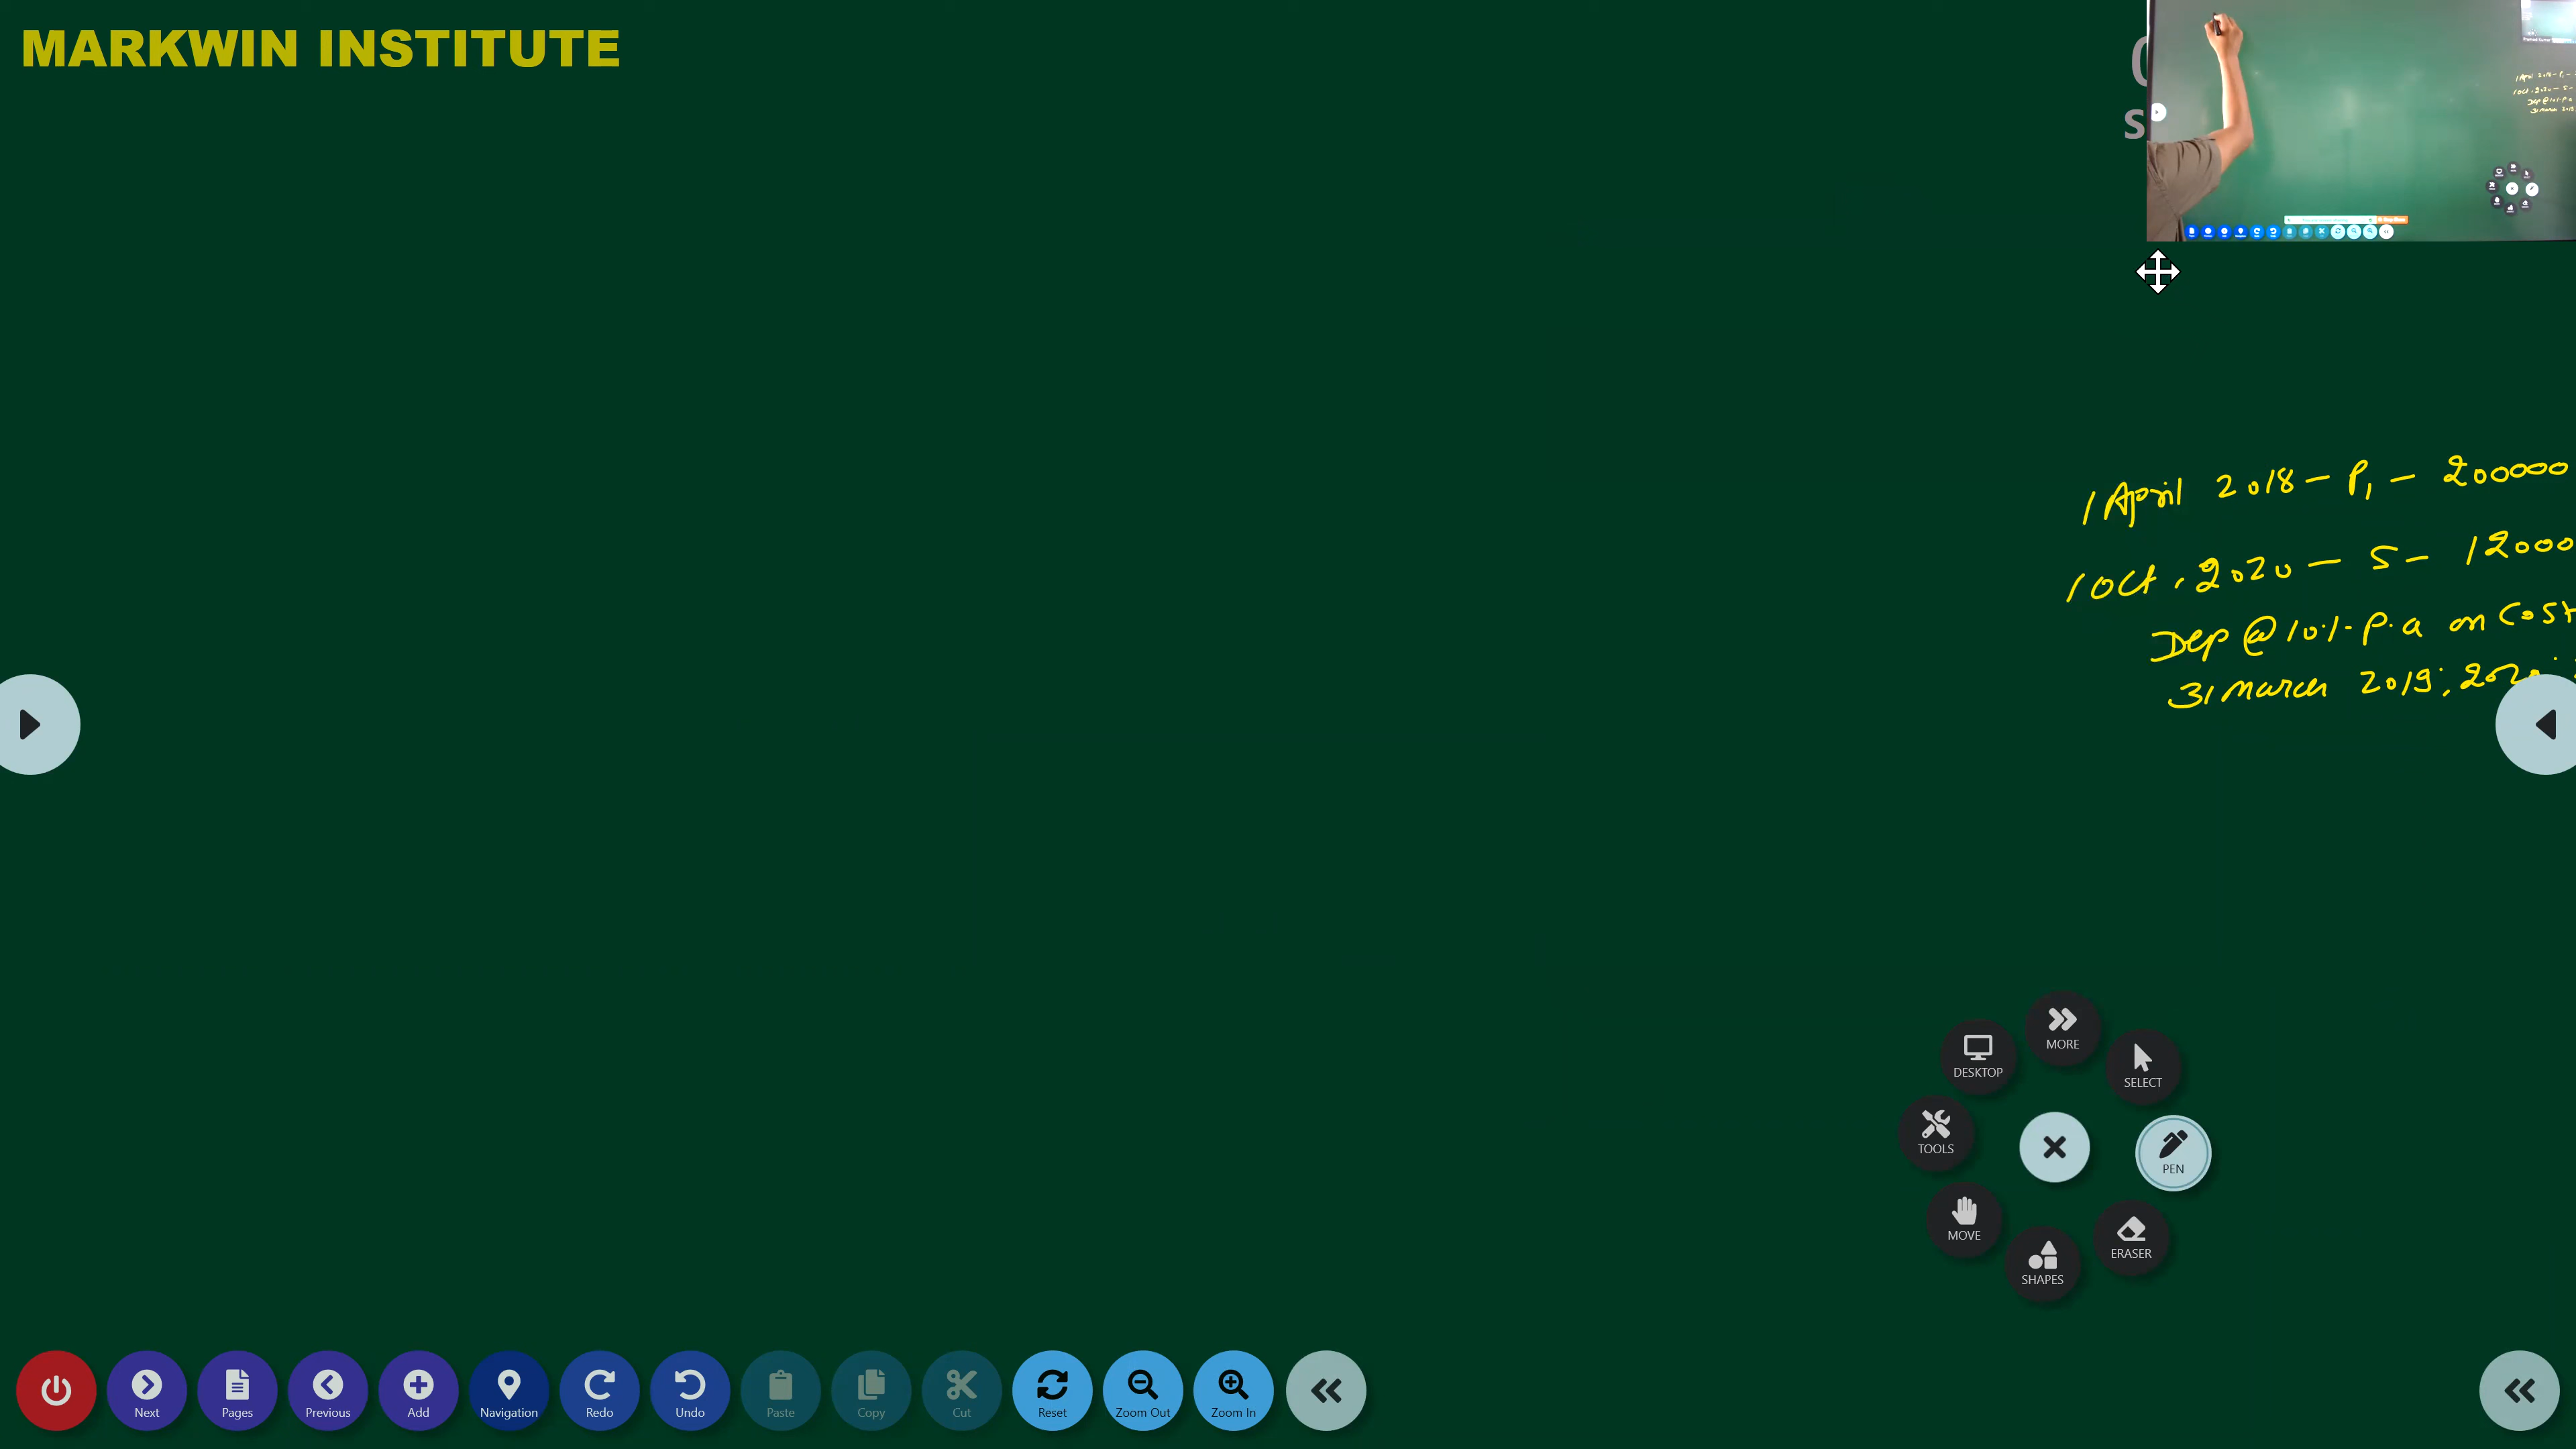 MARKWIN INSTITUTE
1 April 2018 - P1 - 200000
1 Oct. 2020 - S - 12000
Dep @ 10% p.a on Cost
31 March 2019; 2020;
MORE
DESKTOP
SELECT
TOOLS
PEN
MOVE
ERASER
SHAPES
Next
Pages
Previous
Add
Navigation
Redo
Undo
Paste
Copy
Cut
Reset
Zoom Out
Zoom In